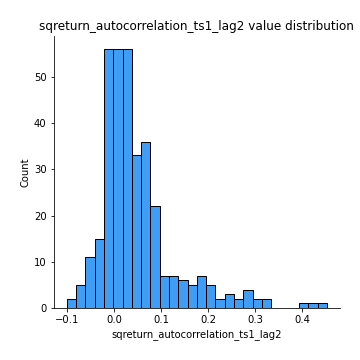 sqreturn_autocorrelation_ts1_lag2 value distribution
50
40
30
20
10
0
Count
-0.1 0.0 0.1 0.2 0.3 0.4
sqreturn_autocorrelation_ts1_lag2